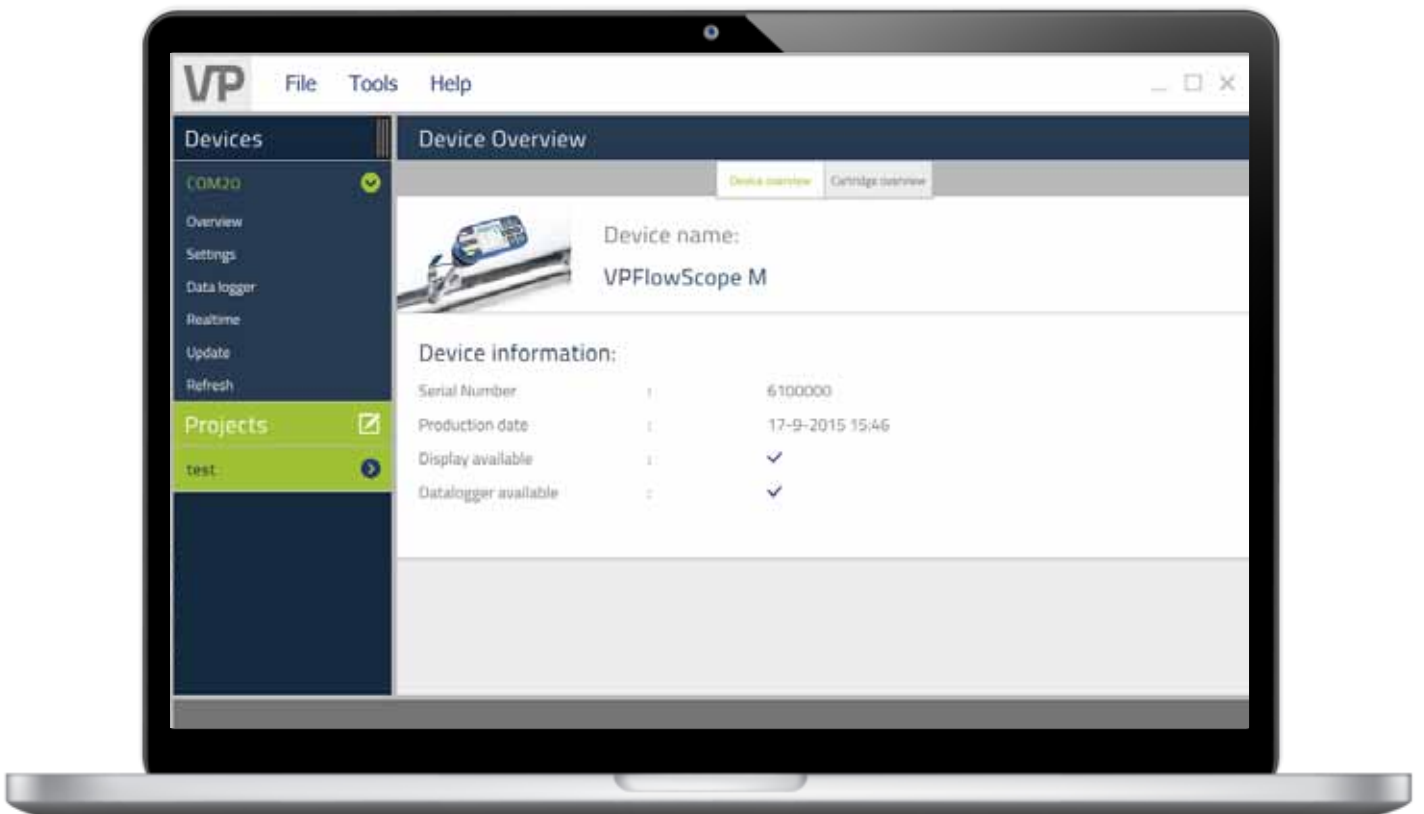 VP File Tools Help
Devices
Device Overview
COM20
Device overview Cartridge overview
Overview
Settings
Data logger
Realtime
Update
Refresh
Projects
test
Device name:
VPFlowScope M
Device information:
Serial Number : 6100000
Production date : 17-9-2015 15:46
Display available :
Datalogger available :